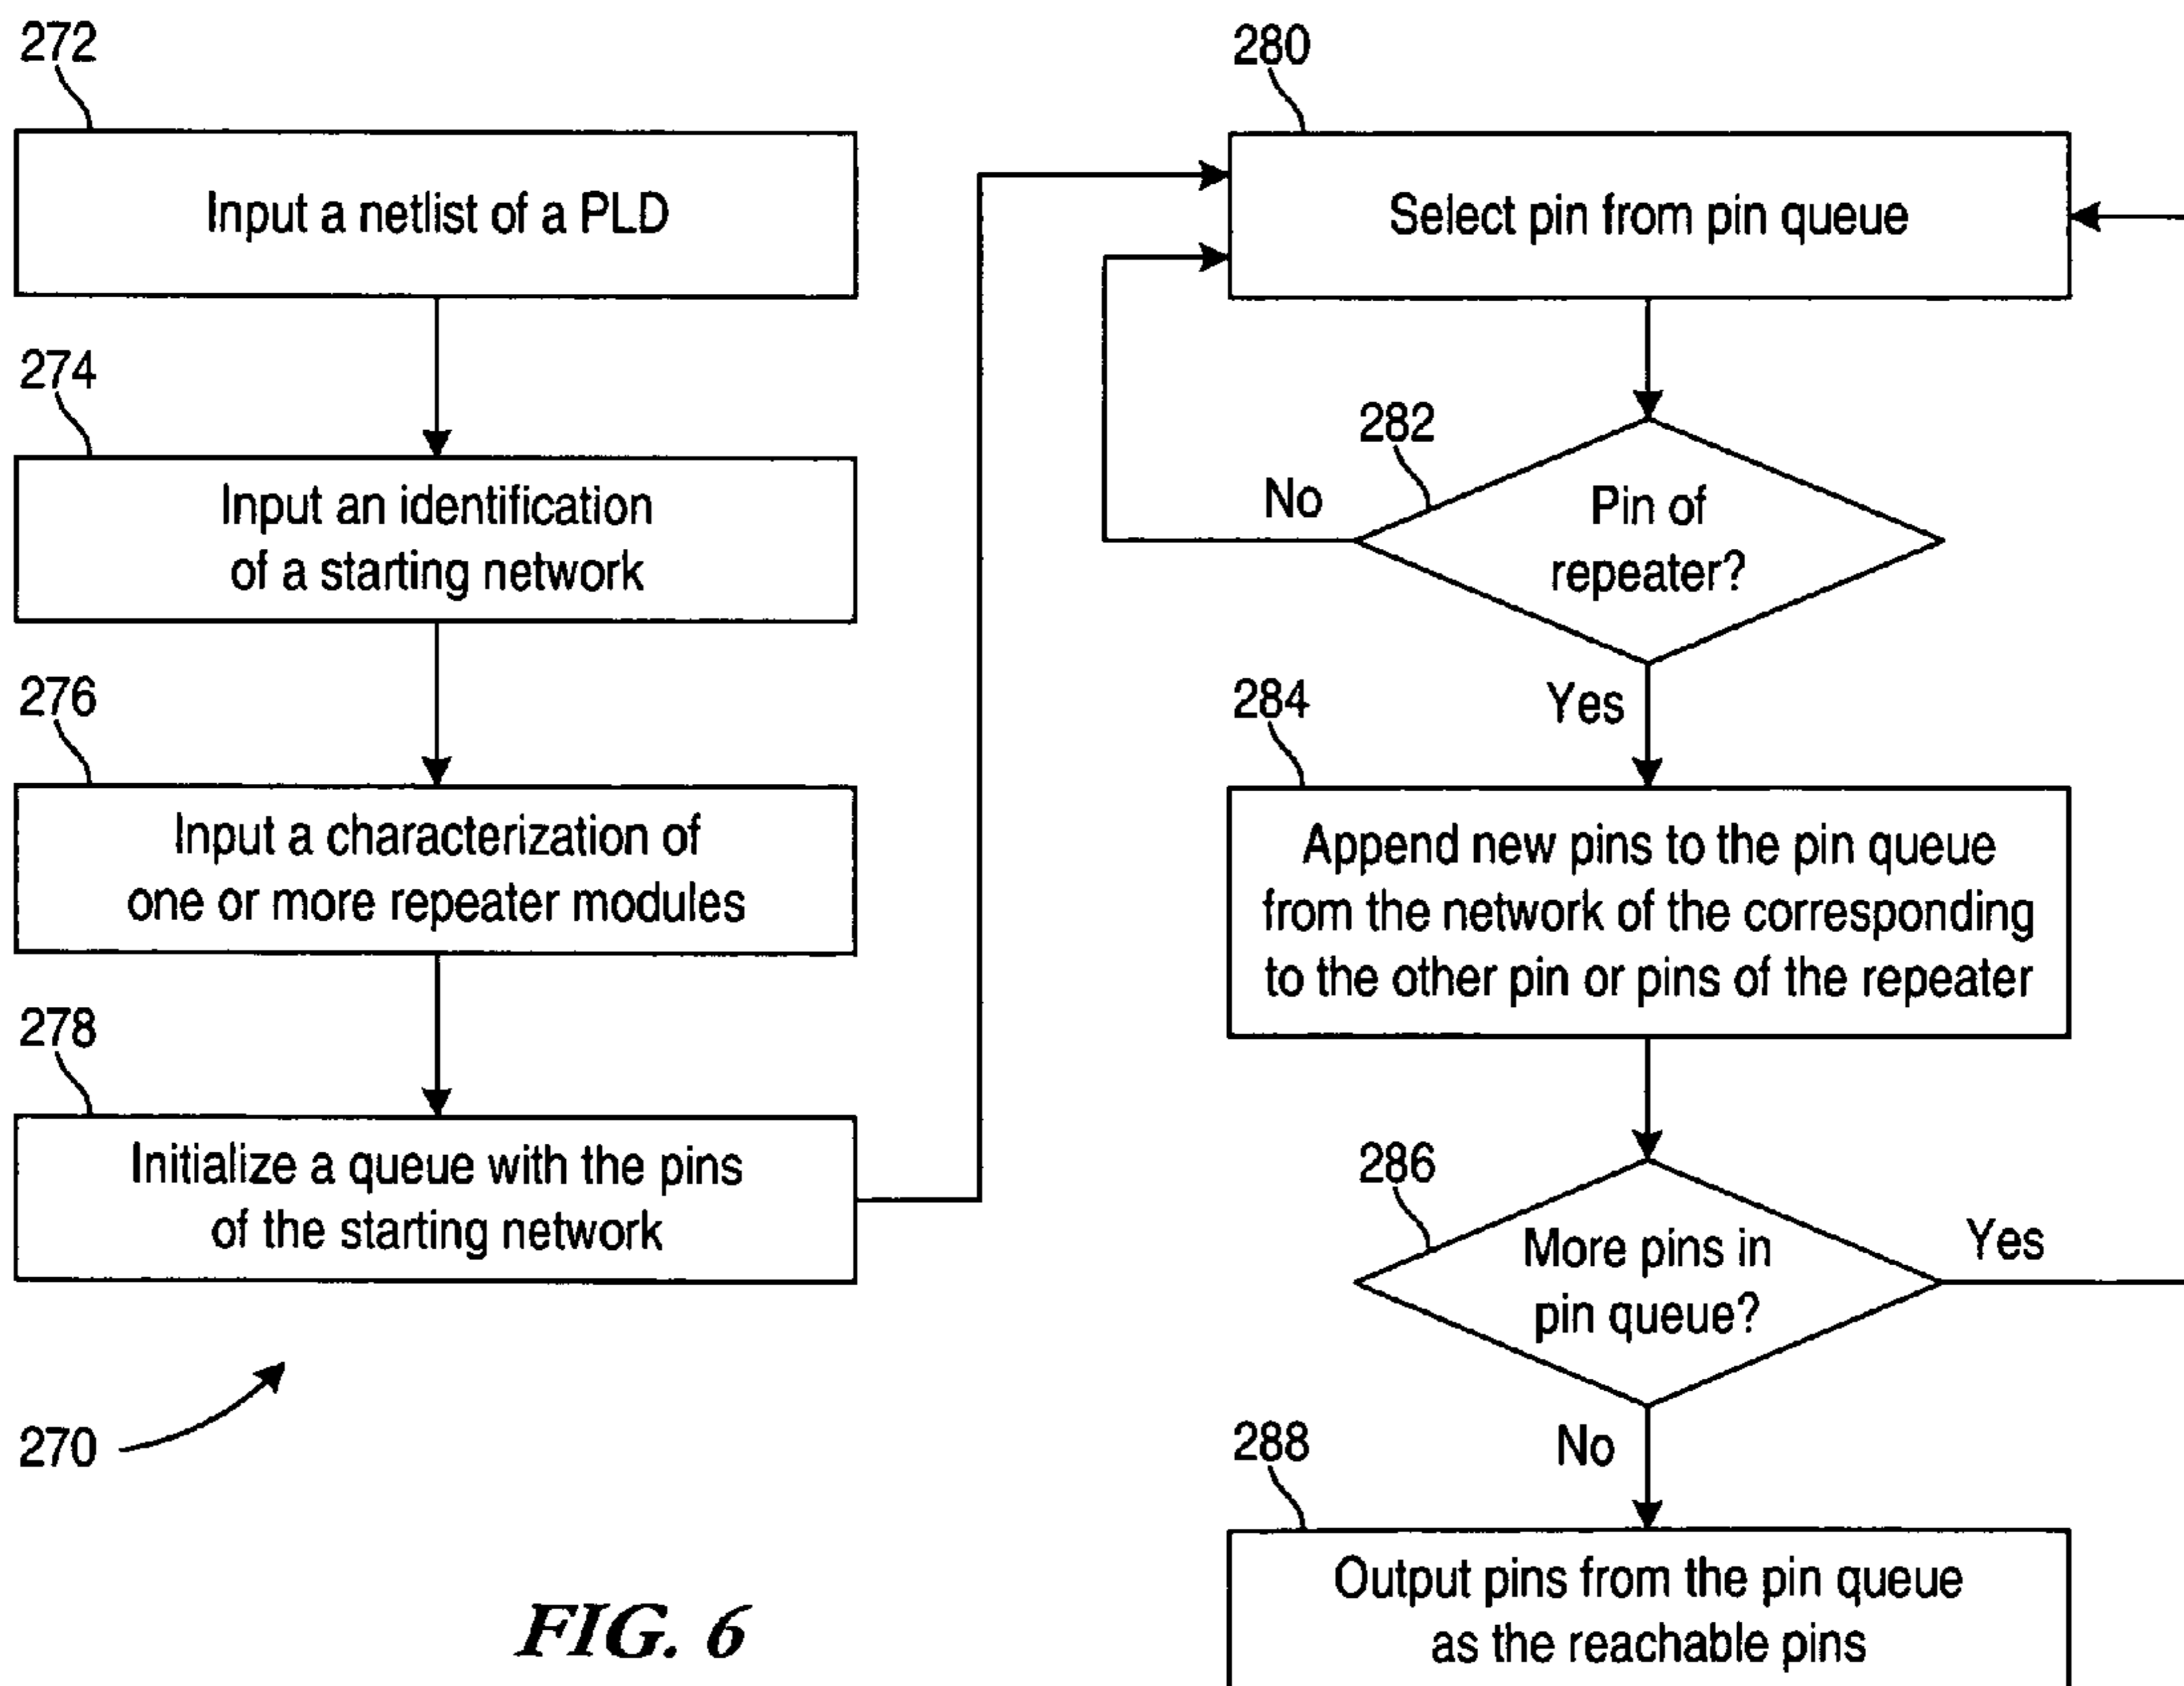 272
Input a netlist of a PLD
274
Input an identification
of a starting network
276
Input a characterization of
one or more repeater modules
278
Initialize a queue with the pins
of the starting network
270
FIG. 6
280
Select pin from pin queue
282
No
Pin of
repeater?
Yes
284
Append new pins to the pin queue
from the network of the corresponding
to the other pin or pins of the repeater
286
More pins in
pin queue?
Yes
No
288
Output pins from the pin queue
as the reachable pins